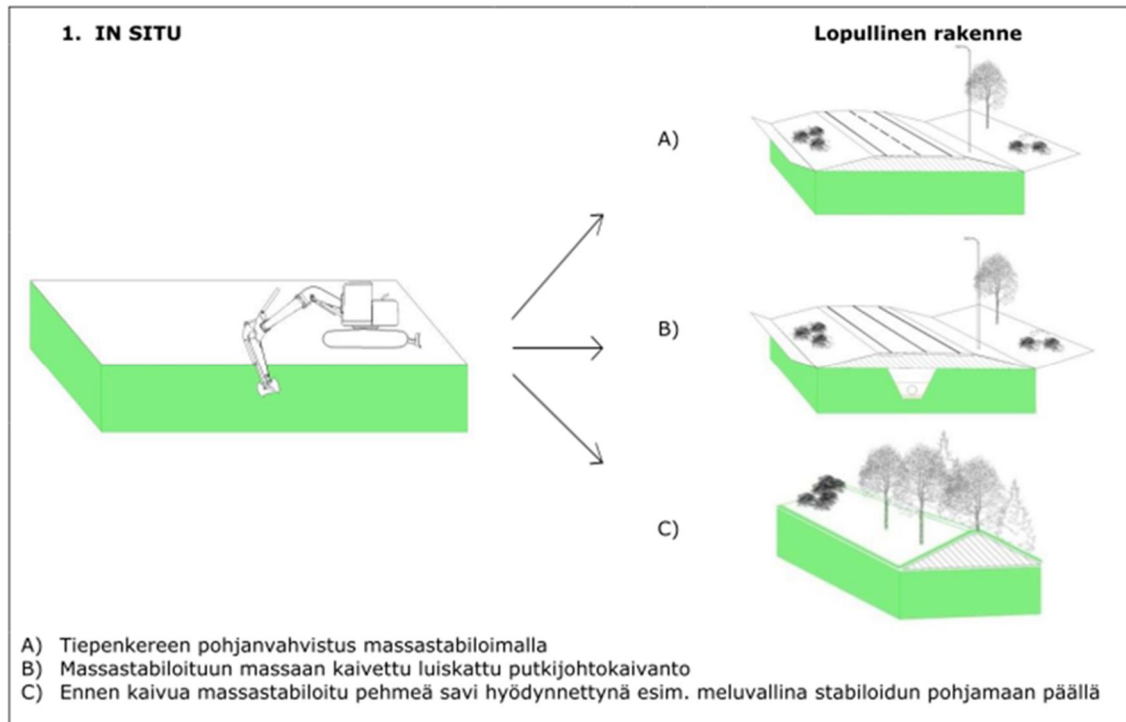 1. IN SITU
Lopullinen rakenne
A)
B)
C)
A) Tiepenkereen pohjanvahvistus massastabiloimalla
B) Massastabiloituun massaan kaivettu luiskattu putkijohtokaivanto
C) Ennen kaivua massastabiloitu pehmeä savi hyödynnettynä esim. meluvallina stabiloidun pohjamaan päällä